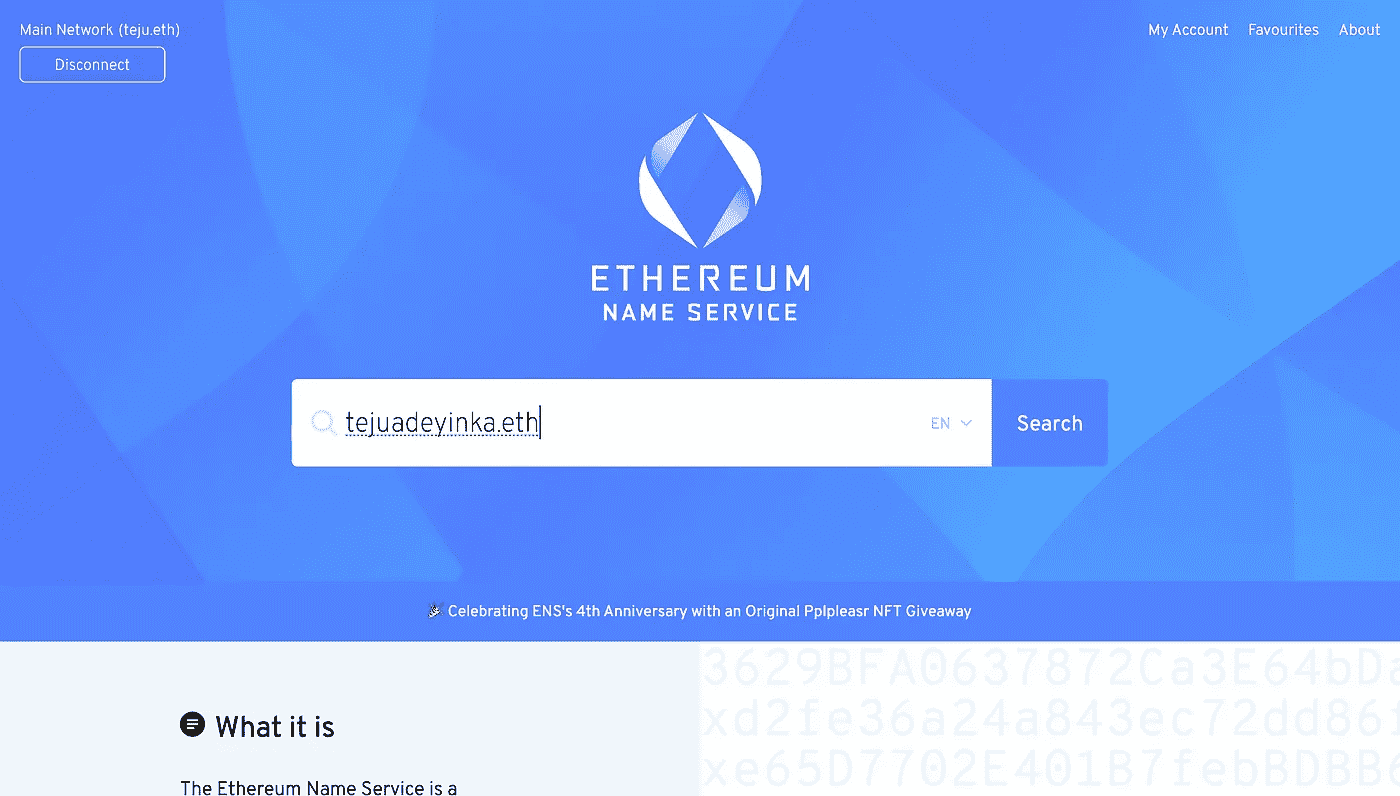 Main Network (teju.eth)
My Account Favourites About
Disconnect
ETHEREUM
NAME SERVICE
tejuadeyinka.eth
EN
Search
🎉 Celebrating ENS's 4th Anniversary with an Original Pplpleasr NFT Giveaway
3629BFA0637872Ca3E64bDa
xd2fe36a24a843ec72dd861
xe65D7702E401B7febBDBB6
What it is
The Ethereum Name Service is a